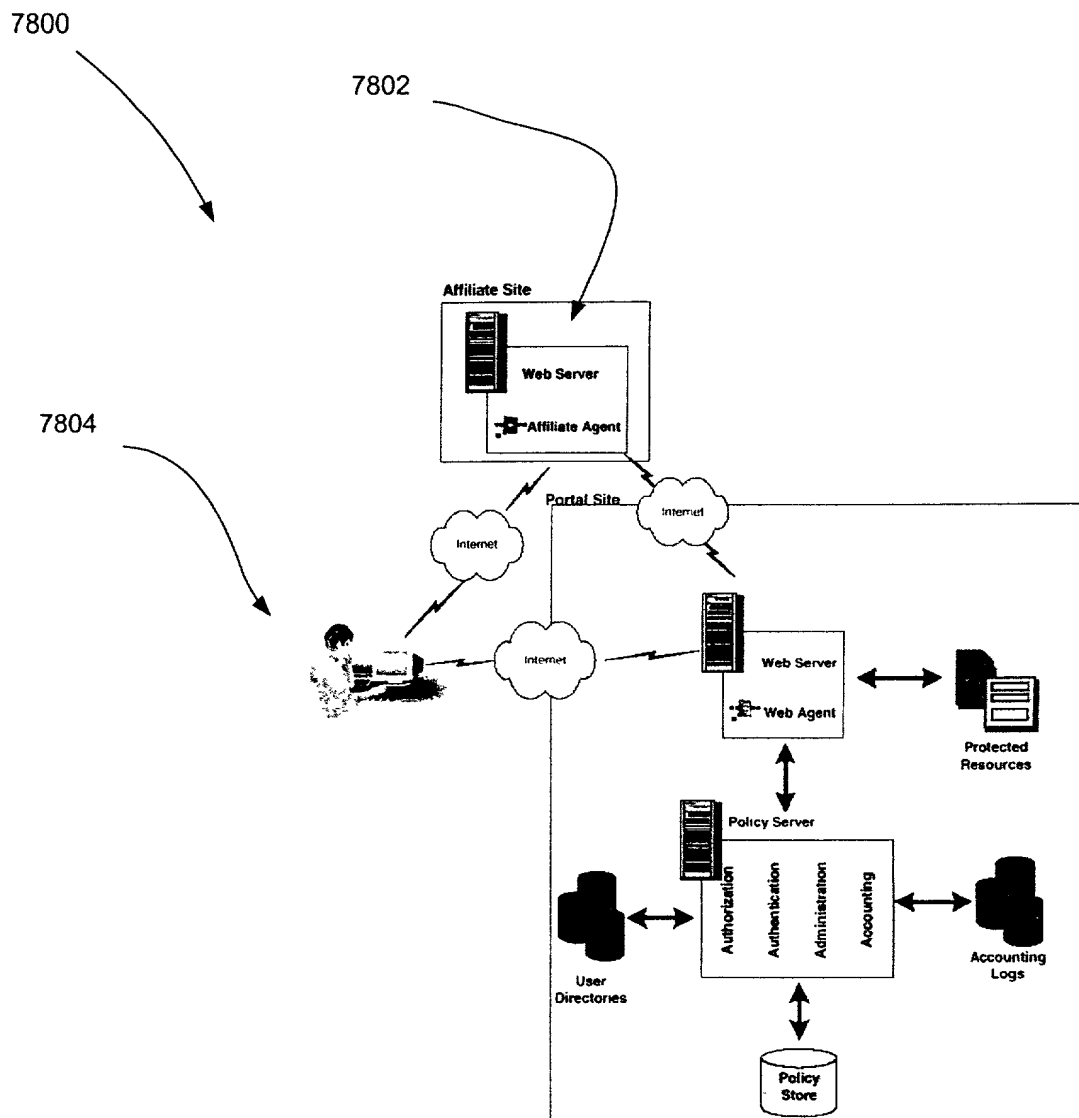 7800
7802
Affiliate Site
Web Server
Affiliate Agent
7804
Portal Site
Internet
Internet
Internet
Web Server
Web Agent
Protected
Resources
Policy Server
Authorization
Authentication
Administration
Accounting
User
Directories
Accounting
Logs
Policy
Store